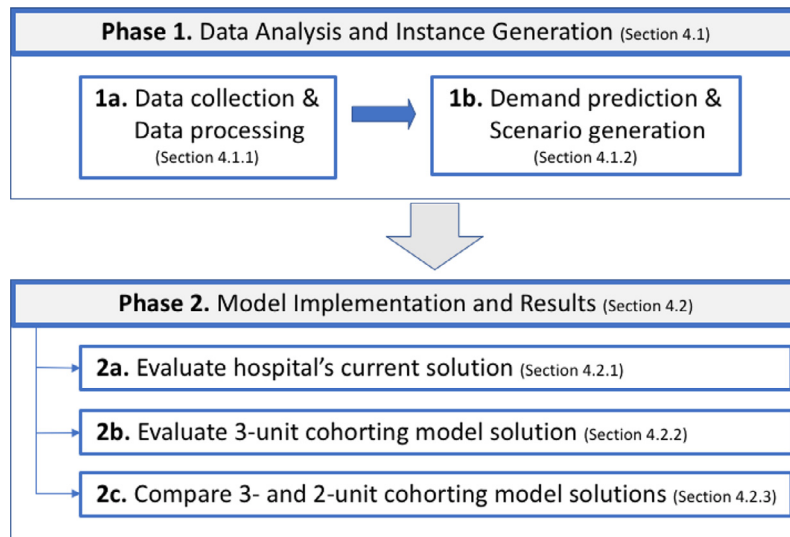 Phase 1. Data Analysis and Instance Generation (Section 4.1)
1a. Data collection &
Data processing
(Section 4.1.1)
1b. Demand prediction &
Scenario generation
(Section 4.1.2)
Phase 2. Model Implementation and Results (Section 4.2)
2a. Evaluate hospital's current solution (Section 4.2.1)
2b. Evaluate 3-unit cohorting model solution (Section 4.2.2)
2c. Compare 3- and 2-unit cohorting model solutions (Section 4.2.3)